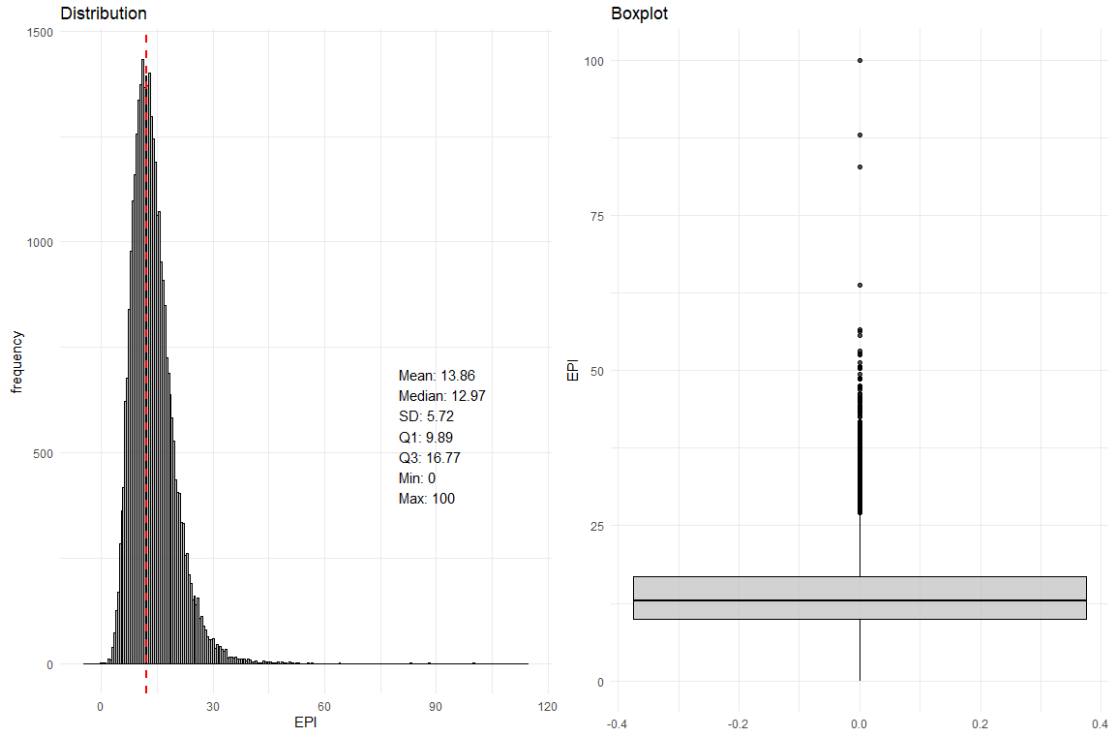 Distribution
1500
1000
500
0
frequency
0
30
60
90
120
EPI
Mean: 13.86
Median: 12.97
SD: 5.72
Q1: 9.89
Q3: 16.77
Min: 0
Max: 100
Boxplot
100
75
50
25
0
EPI
-0.4
-0.2
0.0
0.2
0.4